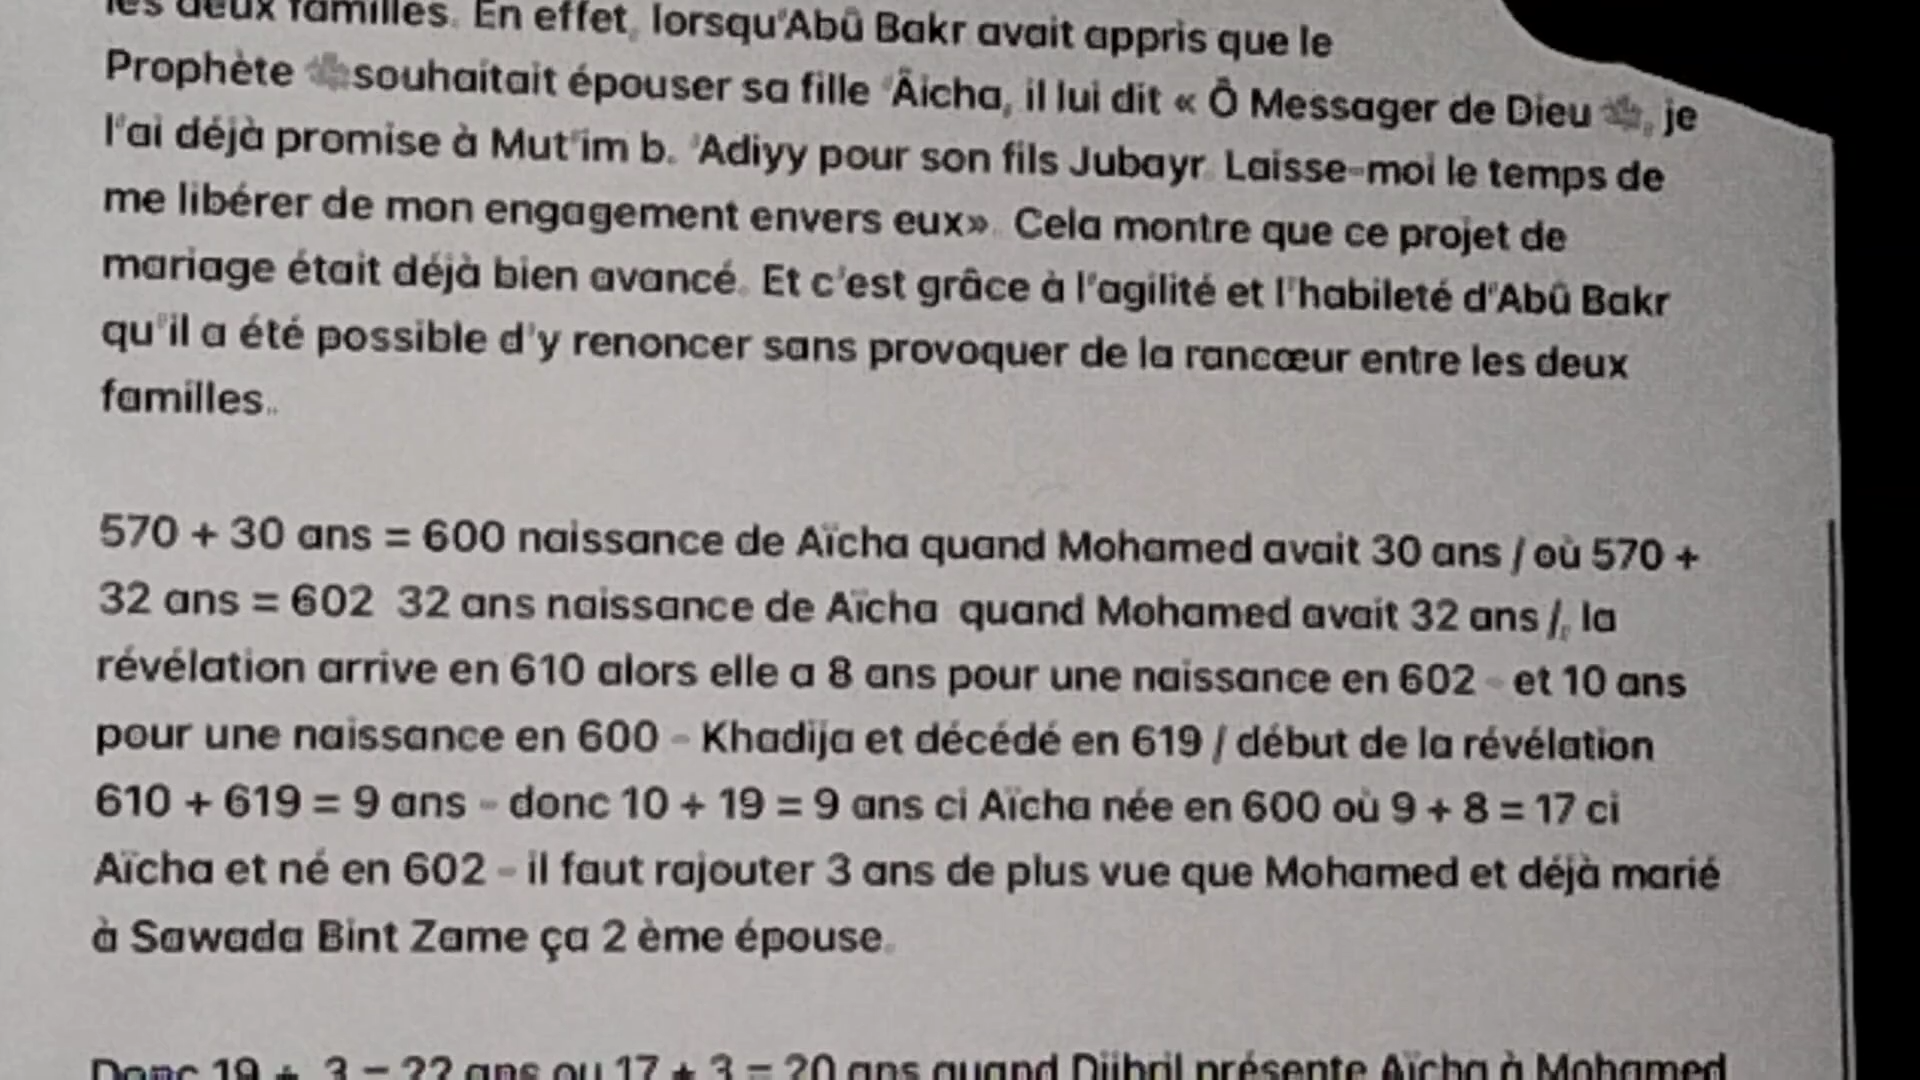 les deux familles. En effet, lorsqu'Abû Bakr avait appris que le
Prophète souhaitait épouser sa fille 'Âicha, il lui dit « Ô Messager de Dieu , je
l'ai déjà promise à Mut'im b. 'Adiyy pour son fils Jubayr. Laisse-moi le temps de
me libérer de mon engagement envers eux». Cela montre que ce projet de
mariage était déjà bien avancé. Et c'est grâce à l'agilité et l'habileté d'Abû Bakr
qu'il a été possible d'y renoncer sans provoquer de la rancœur entre les deux
familles..
570 + 30 ans = 600 naissance de Aïcha quand Mohamed avait 30 ans / où 570 +
32 ans = 602 32 ans naissance de Aïcha quand Mohamed avait 32 ans /, la
révélation arrive en 610 alors elle a 8 ans pour une naissance en 602 - et 10 ans
pour une naissance en 600 - Khadija et décédé en 619 / début de la révélation
610 + 619 = 9 ans - donc 10 + 19 = 9 ans ci Aïcha née en 600 où 9 + 8 = 17 ci
Aïcha et né en 602 - il faut rajouter 3 ans de plus vue que Mohamed et déjà marié
à Sawada Bint Zame ça 2 ème épouse.
Donc 19 + 3 = 22 ans ou 17 + 3 = 20 ans quand Djibril présente Aïcha à Mohamed